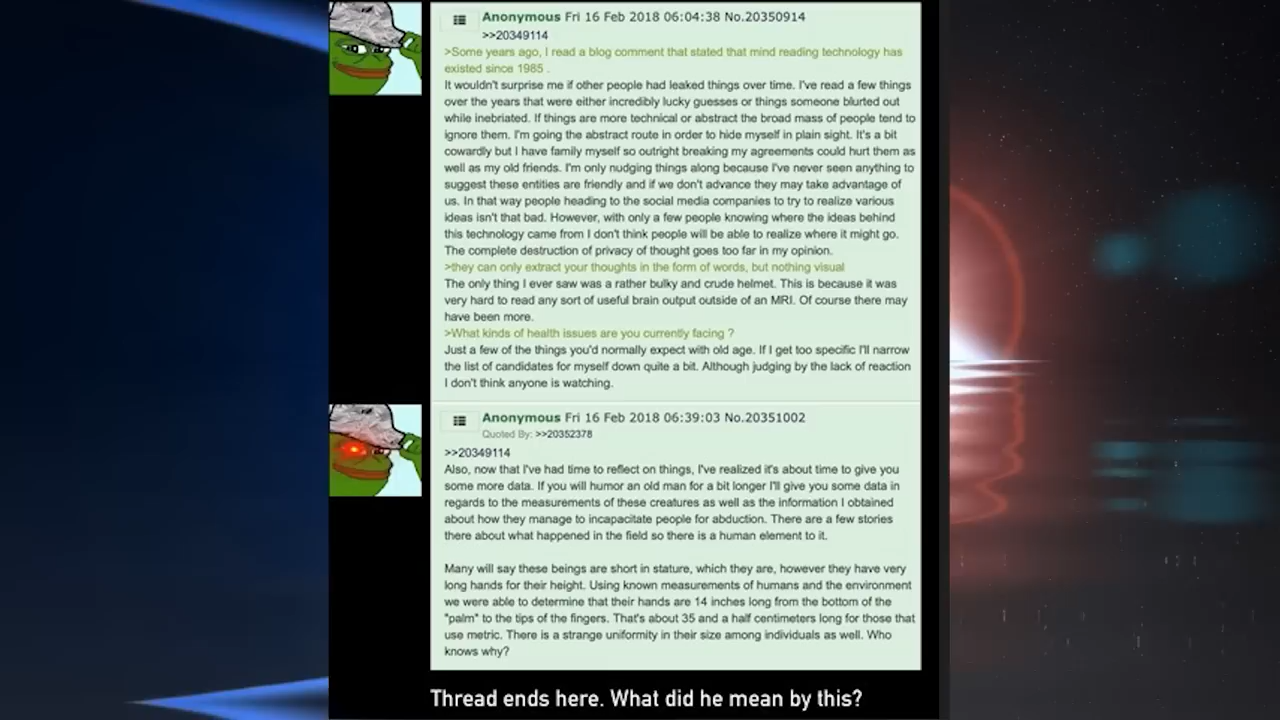 Anonymous Fri 16 Feb 2018 06:04:38 No.20350914
>>20349114
>Some years ago, I read a blog comment that stated that mind reading technology has
existed since 1985 .
It wouldn't surprise me if other people had leaked things over time. I've read a few things
over the years that were either incredibly lucky guesses or things someone blurted out
while inebriated. If things are more technical or abstract the broad mass of people tend to
ignore them. I'm going the abstract route in order to hide myself in plain sight. It's a bit
cowardly but I have family myself so outright breaking my agreements could hurt them as
well as my old friends. I'm only nudging things along because I've never seen anything to
suggest these entities are friendly and if we don't advance they may take advantage of
us. In that way people heading to the social media companies to try to realize various
ideas isn't that bad. However, with only a few people knowing where the ideas behind
this technology came from I don't think people will be able to realize where it might go.
The complete destruction of privacy of thought goes too far in my opinion.
>they can only extract your thoughts in the form of words, but nothing visual
The only thing I ever saw was a rather bulky and crude helmet. This is because it was
very hard to read any sort of useful brain output outside of an MRI. Of course there may
have been more.
>What kinds of health issues are you currently facing ?
Just a few of the things you'd normally expect with old age. If I get too specific I'll narrow
the list of candidates for myself down quite a bit. Although judging by the lack of reaction
I don't think anyone is watching.
Anonymous Fri 16 Feb 2018 06:39:03 No.20351002
Quoted By: >>20352378
>>20349114
Also, now that I've had time to reflect on things, I've realized it's about time to give you
some more data. If you will humor an old man for a bit longer I'll give you some data in
regards to the measurements of these creatures as well as the information I obtained
about how they manage to incapacitate people for abduction. There are a few stories
there about what happened in the field so there is a human element to it.
Many will say these beings are short in stature, which they are, however they have very
long hands for their height. Using known measurements of humans and the environment
we were able to determine that their hands are 14 inches long from the bottom of the
"palm" to the tips of the fingers. That's about 35 and a half centimeters long for those that
use metric. There is a strange uniformity in their size among individuals as well. Who
knows why?
Thread ends here. What did he mean by this?